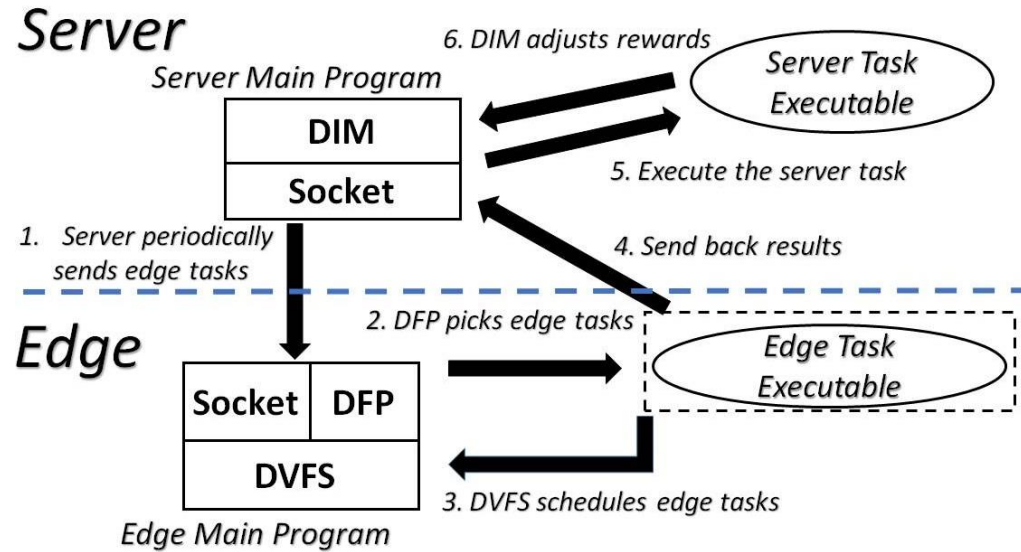 Server
Server Main Program
DIM
Socket
6. DIM adjusts rewards
Server Task
Executable
5. Execute the server task
1. Server periodically
sends edge tasks
4. Send back results
Edge
2. DFP picks edge tasks
Edge Task
Executable
Socket
DFP
DVFS
3. DVFS schedules edge tasks
Edge Main Program